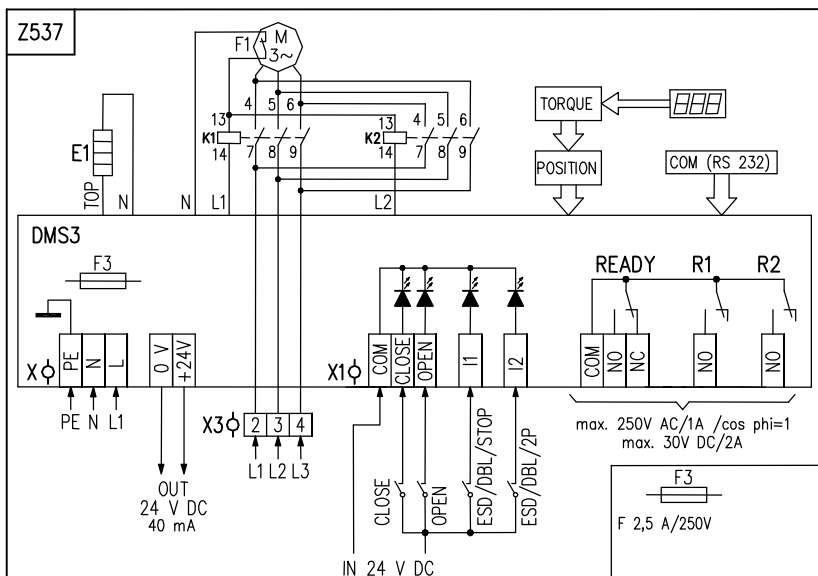 Z537
F1
M
3~
4
5
6
13
K1
14
7
8
9
13
K2
14
4
5
6
7
8
9
TORQUE
888
POSITION
COM (RS 232)
E1
TOP
N
N
L1
L2
DMS3
F3
READY
R1
R2
X
PE
N
L
0 V
+24V
X1
COM
CLOSE
OPEN
I1
I2
COM
NO
NC
NO
NO
PE N L1
X3
2
3
4
L1 L2 L3
OUT
24 V DC
40 mA
CLOSE
OPEN
ESD/DBL/STOP
ESD/DBL/2P
IN 24 V DC
max. 250V AC/1A /cos phi=1
max. 30V DC/2A
F3
F 2,5 A/250V